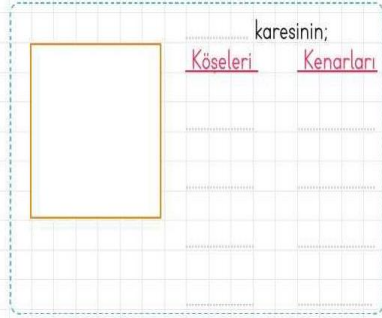 ............... karesinin;
Köşeleri Kenarları